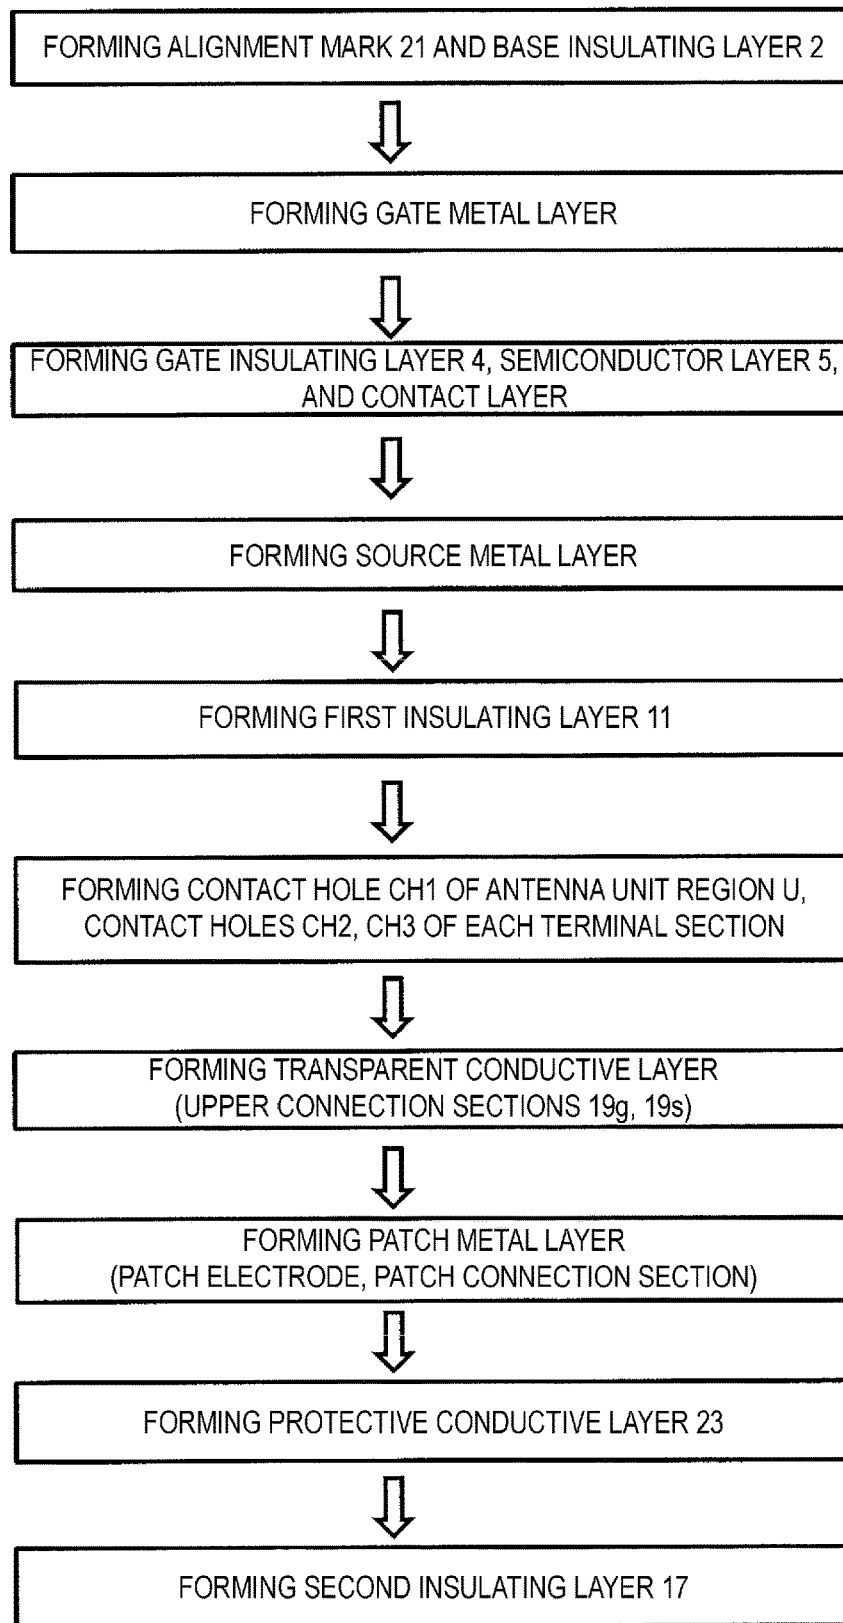 FORMING ALIGNMENT MARK 21 AND BASE INSULATING LAYER 2
FORMING GATE METAL LAYER
FORMING GATE INSULATING LAYER 4, SEMICONDUCTOR LAYER 5,
AND CONTACT LAYER
FORMING SOURCE METAL LAYER
FORMING FIRST INSULATING LAYER 11
FORMING CONTACT HOLE CH1 OF ANTENNA UNIT REGION U,
CONTACT HOLES CH2, CH3 OF EACH TERMINAL SECTION
FORMING TRANSPARENT CONDUCTIVE LAYER
(UPPER CONNECTION SECTIONS 19g, 19s)
FORMING PATCH METAL LAYER
(PATCH ELECTRODE, PATCH CONNECTION SECTION)
FORMING PROTECTIVE CONDUCTIVE LAYER 23
FORMING SECOND INSULATING LAYER 17